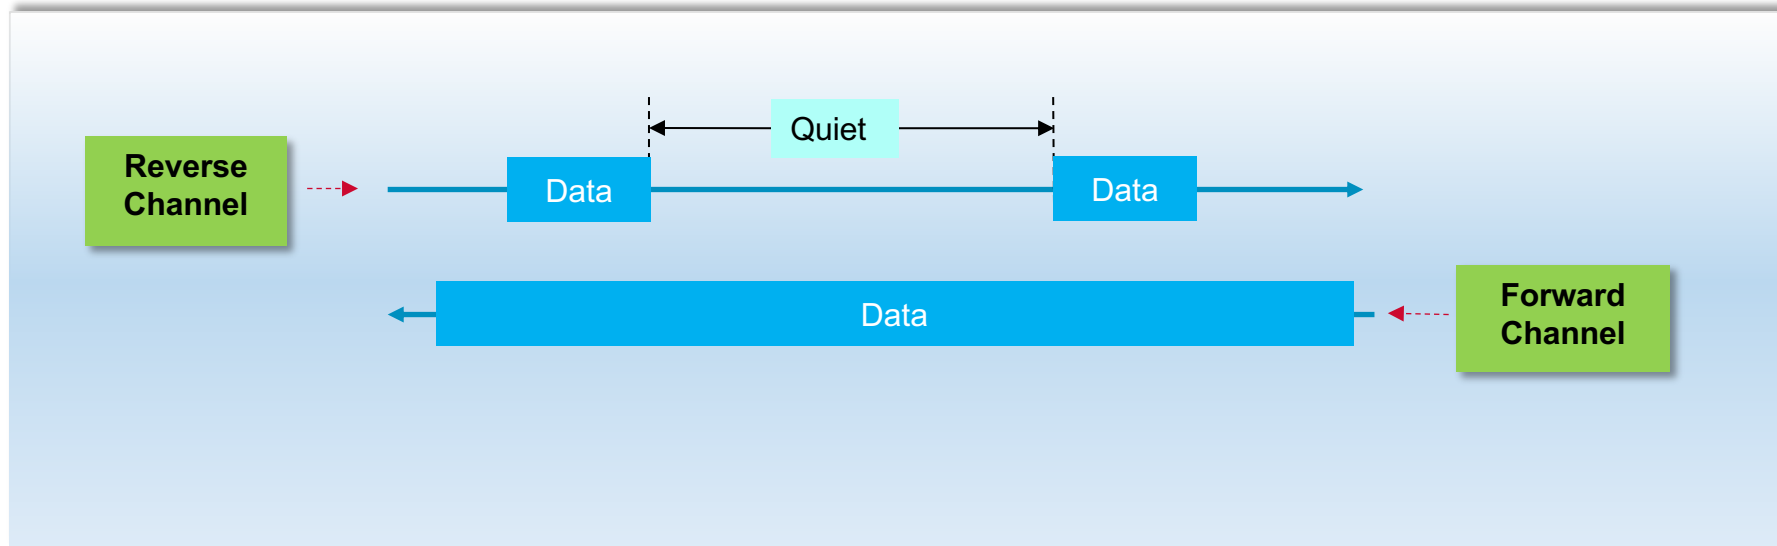 Quiet
Reverse
Channel
Data
Data
Data
Forward
Channel